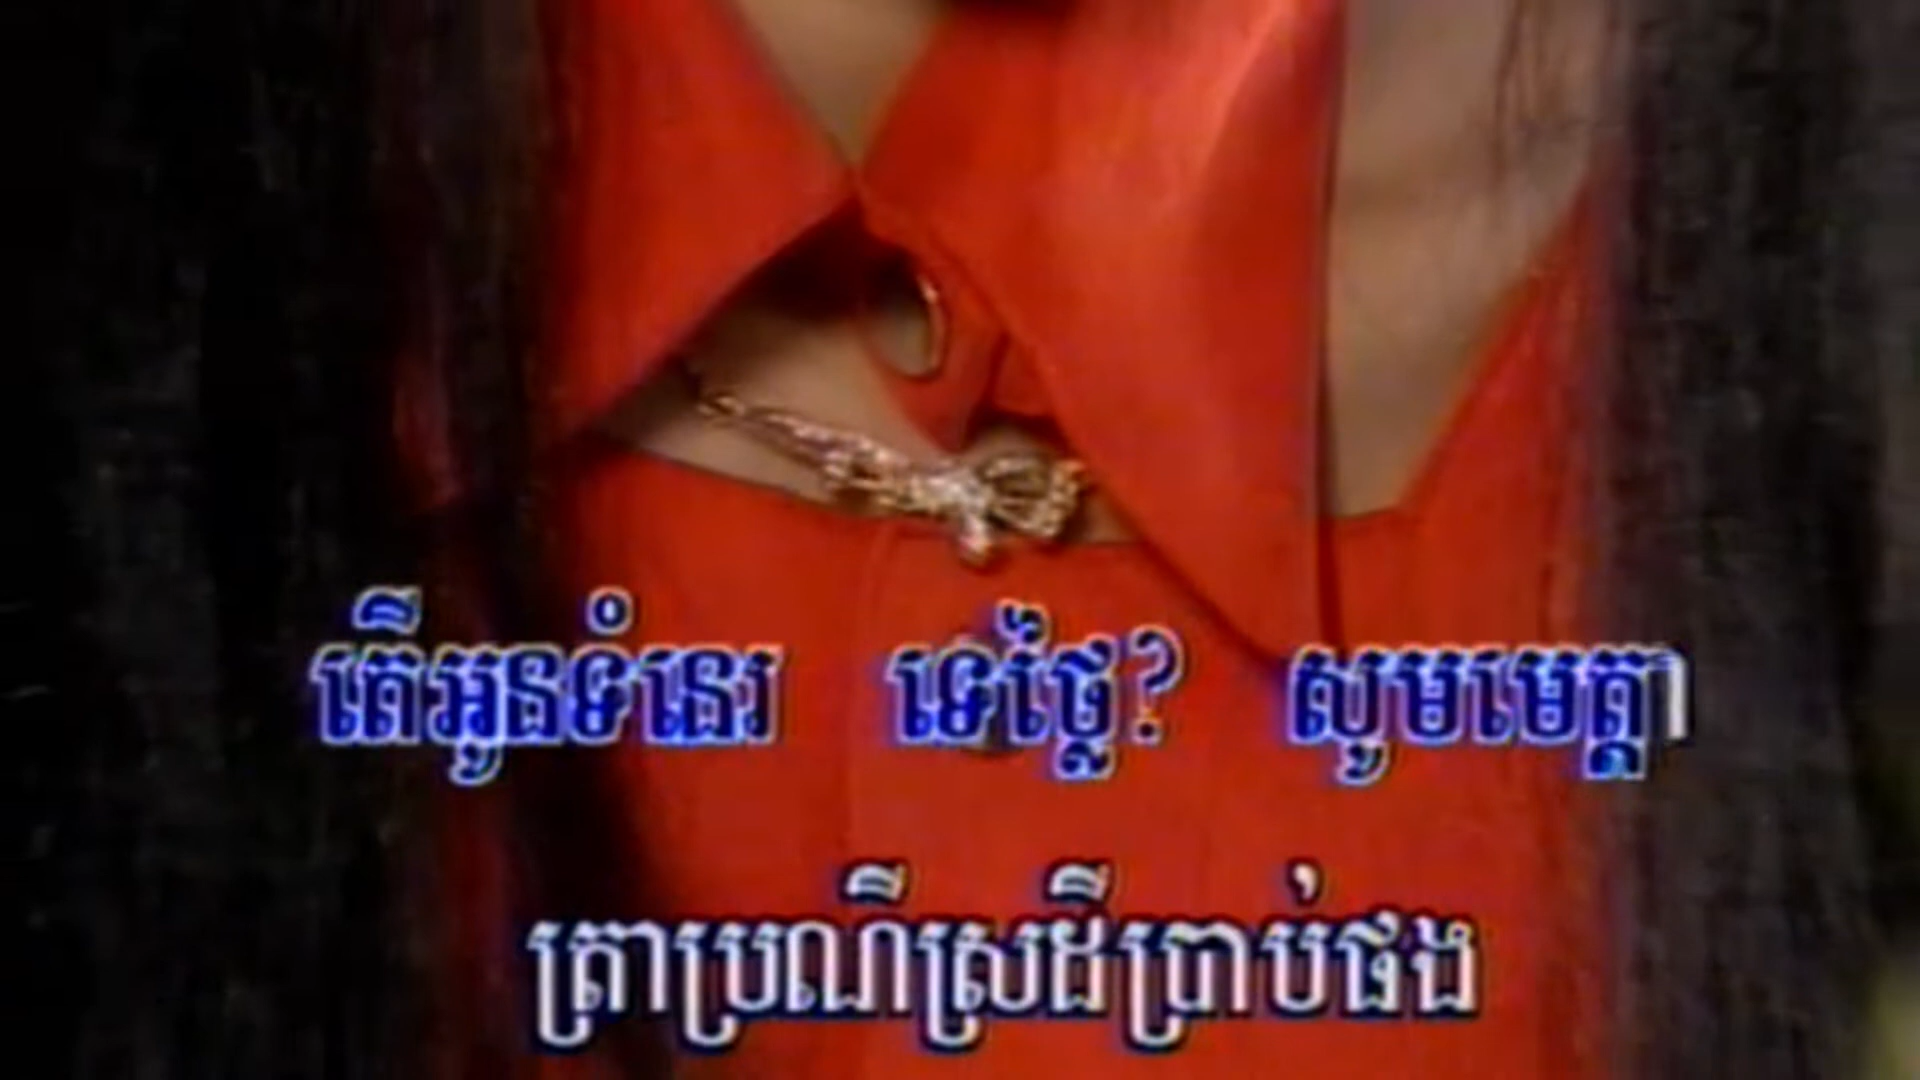 តើអូនទំនេរ ទេថ្លៃ? សូមមេត្តា
ត្រាប្រណីស្រដីប្រាប់ផង